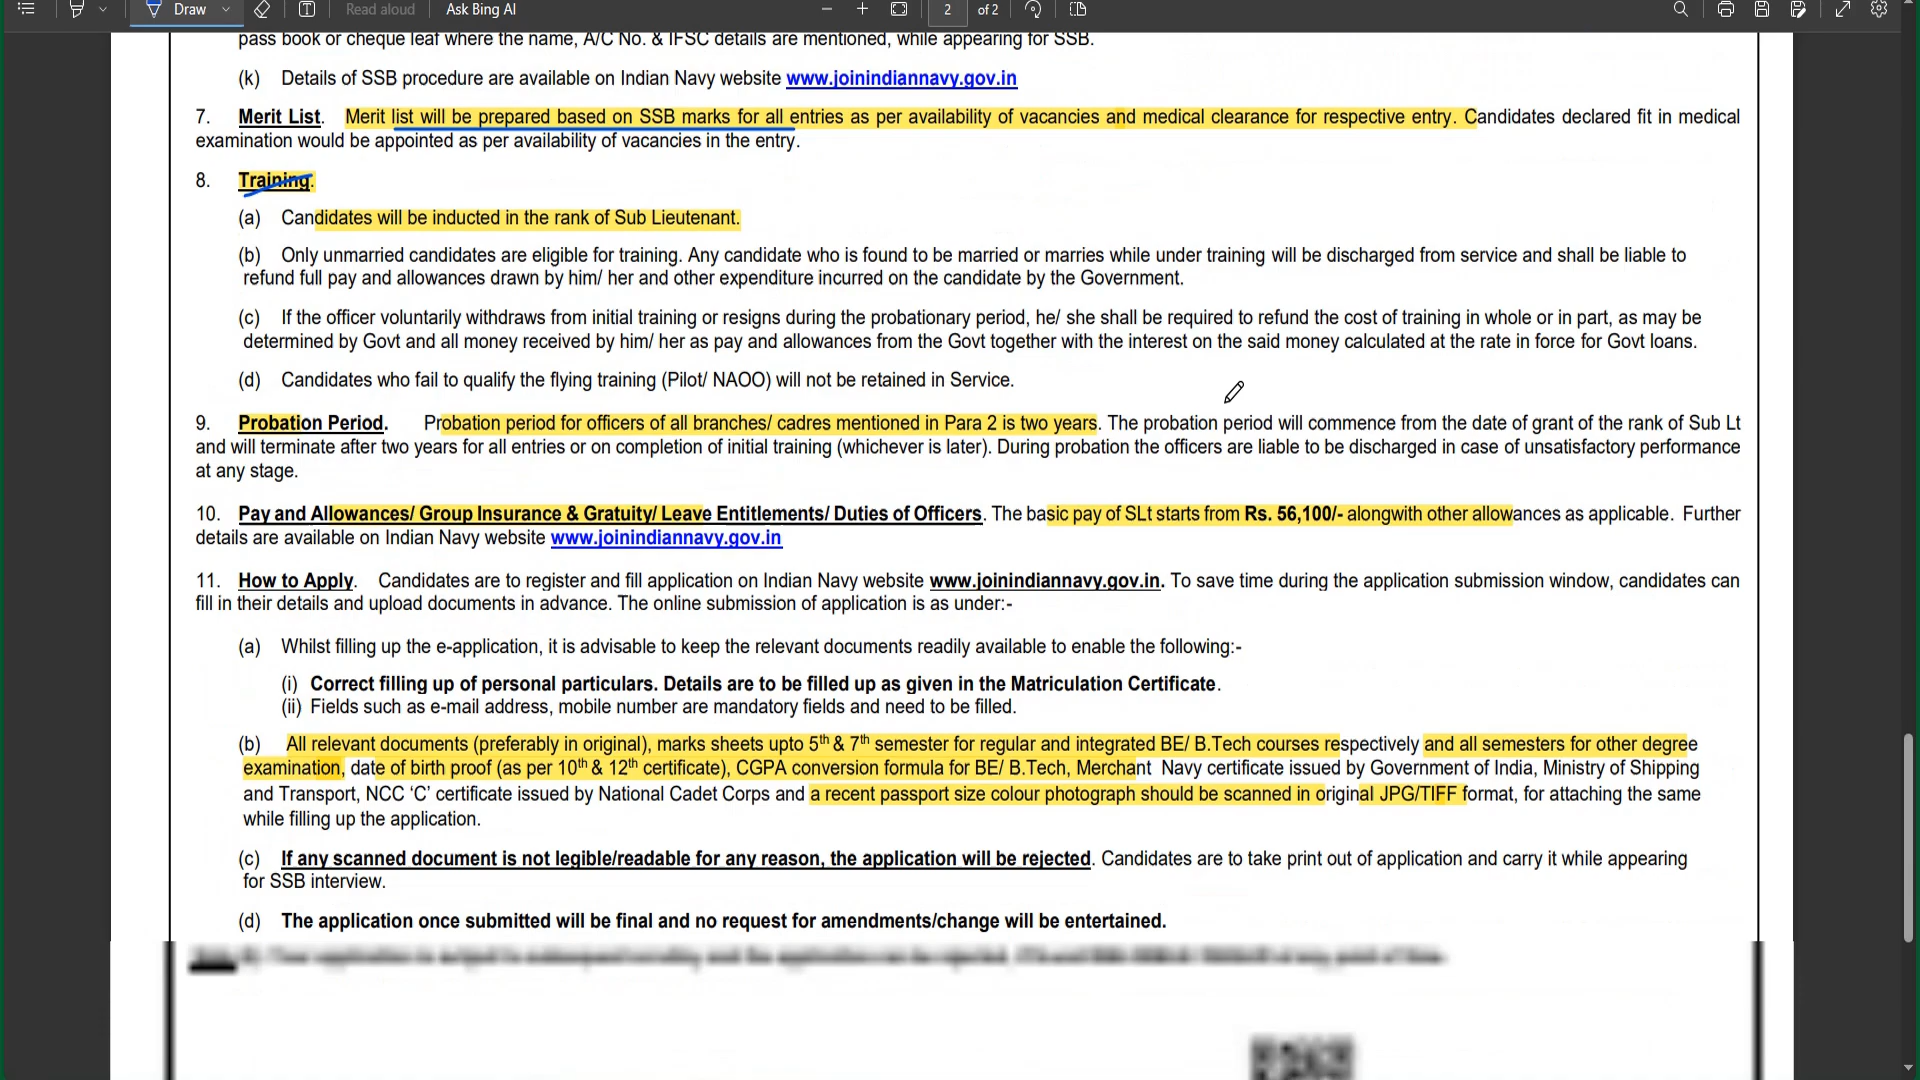 Draw
Read aloud
Ask Bing AI
2
of 2
pass book or cheque leaf where the name, A/C No. & IFSC details are mentioned, while appearing for SSB.
(k) Details of SSB procedure are available on Indian Navy website www.joinindiannavy.gov.in
7. Merit List. Merit list will be prepared based on SSB marks for all entries as per availability of vacancies and medical clearance for respective entry. Candidates declared fit in medical
examination would be appointed as per availability of vacancies in the entry.
8. Training.
(a) Candidates will be inducted in the rank of Sub Lieutenant.
(b) Only unmarried candidates are eligible for training. Any candidate who is found to be married or marries while under training will be discharged from service and shall be liable to
refund full pay and allowances drawn by him/ her and other expenditure incurred on the candidate by the Government.
(c) If the officer voluntarily withdraws from initial training or resigns during the probationary period, he/ she shall be required to refund the cost of training in whole or in part, as may be
determined by Govt and all money received by him/ her as pay and allowances from the Govt together with the interest on the said money calculated at the rate in force for Govt loans.
(d) Candidates who fail to qualify the flying training (Pilot/ NAOO) will not be retained in Service.
9. Probation Period. Probation period for officers of all branches/ cadres mentioned in Para 2 is two years. The probation period will commence from the date of grant of the rank of Sub Lt
and will terminate after two years for all entries or on completion of initial training (whichever is later). During probation the officers are liable to be discharged in case of unsatisfactory performance
at any stage.
10. Pay and Allowances/ Group Insurance & Gratuity/ Leave Entitlements/ Duties of Officers. The basic pay of SLt starts from Rs. 56,100/- alongwith other allowances as applicable. Further
details are available on Indian Navy website www.joinindiannavy.gov.in
11. How to Apply. Candidates are to register and fill application on Indian Navy website www.joinindiannavy.gov.in. To save time during the application submission window, candidates can
fill in their details and upload documents in advance. The online submission of application is as under:-
(a) Whilst filling up the e-application, it is advisable to keep the relevant documents readily available to enable the following:-
(i) Correct filling up of personal particulars. Details are to be filled up as given in the Matriculation Certificate.
(ii) Fields such as e-mail address, mobile number are mandatory fields and need to be filled.
(b) All relevant documents (preferably in original), marks sheets upto 5th & 7th semester for regular and integrated BE/ B.Tech courses respectively and all semesters for other degree
examination, date of birth proof (as per 10th & 12th certificate), CGPA conversion formula for BE/ B.Tech, Merchant Navy certificate issued by Government of India, Ministry of Shipping
and Transport, NCC ‘C’ certificate issued by National Cadet Corps and a recent passport size colour photograph should be scanned in original JPG/TIFF format, for attaching the same
while filling up the application.
(c) If any scanned document is not legible/readable for any reason, the application will be rejected. Candidates are to take print out of application and carry it while appearing
for SSB interview.
(d) The application once submitted will be final and no request for amendments/change will be entertained.